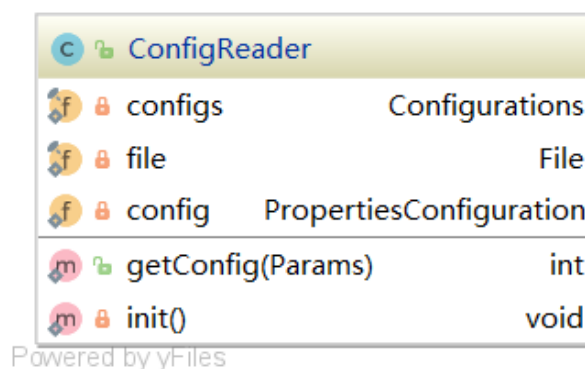 C ConfigReader
f configs Configurations
f file File
f config PropertiesConfiguration
m getConfig(Params) int
m init() void
Powered by yFiles